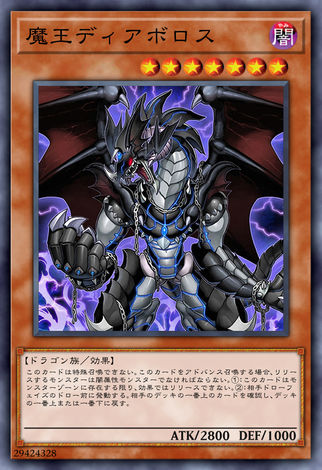 魔王ディアボロス
闇
やみ
【ドラゴン族／効果】
このカードは特殊召喚できない。このカードをアドバンス召喚する場合、リリー
スするモンスターは闇属性モンスターでなければならない。①：このカードはモ
ンスターゾーンに存在する限り、効果ではリリースできない。②：相手ドローフ
ェイズのドロー前に発動する。相手のデッキの一番上のカードを確認し、デッキ
の一番上または一番下に戻す。
ATK/2800 DEF/1000
29424328